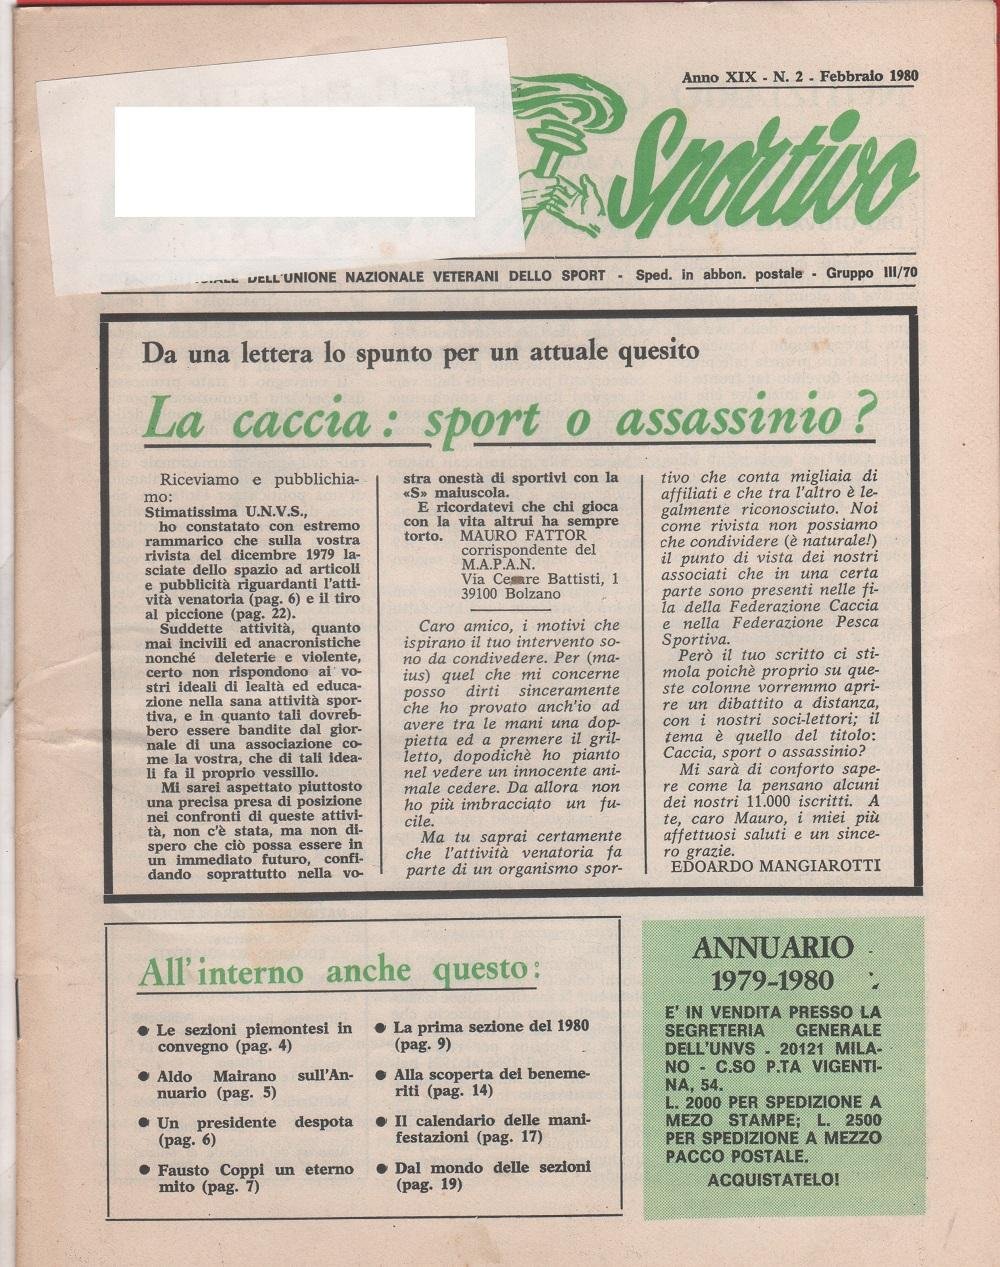 Anno XIX - N. 2 - Febbraio 1980
Sportivo
DELL'UNIONE NAZIONALE VETERANI DELLO SPORT - Sped. in abbon. postale - Gruppo III/70
Da una lettera lo spunto per un attuale quesito
La caccia : sport o assassinio ?
Riceviamo e pubblichia-
mo:
Stimatissima U.N.V.S.,
ho constatato con estremo
rammarico che sulla vostra
rivista del dicembre 1979 la-
sciate dello spazio ad articoli
e pubblicità riguardanti l'atti-
vità venatoria (pag. 6) e il tiro
al piccione (pag. 22).
Suddette attività, quanto
mai incivili ed anacronistiche
nonché deleterie e violente,
certo non rispondono ai vo-
stri ideali di lealtà ed educa-
zione nella sana attività spor-
tiva, e in quanto tali dovreb-
bero essere bandite dal gior-
nale di una associazione co-
me la vostra, che di tali idea-
li fa il proprio vessillo.
Mi sarei aspettato piuttosto
una precisa presa di posizione
nei confronti di queste attivi-
tà, non c'è stata, ma non di-
spero che ciò possa essere in
un immediato futuro, confi-
dando soprattutto nella vo-
stra onestà di sportivi con la
«S» maiuscola.
E ricordatevi che chi gioca
con la vita altrui ha sempre
torto. MAURO FATTOR
corrispondente del
M.A.P.A.N.
Via Cesare Battisti, 1
39100 Bolzano
Caro amico, i motivi che
ispirano il tuo intervento so-
no da condividere. Per (ma-
ius) quel che mi concerne
posso dirti sinceramente
che ho provato anch'io ad
avere tra le mani una dop-
pietta ed a premere il gril-
letto, dopodichè ho pianto
nel vedere un innocente ani-
male cedere. Da allora non
ho più imbracciato un fu-
cile.
Ma tu saprai certamente
che l'attività venatoria fa
parte di un organismo spor-
tivo che conta migliaia di
affiliati e che tra l'altro è le-
galmente riconosciuto. Noi
come rivista non possiamo
che condividere (è naturale!)
il punto di vista dei nostri
associati che in una certa
parte sono presenti nelle fi-
la della Federazione Caccia
e nella Federazione Pesca
Sportiva.
Però il tuo scritto ci sti-
mola poichè proprio su que-
ste colonne vorremmo apri-
re un dibattito a distanza,
con i nostri soci-lettori; il
tema è quello del titolo:
Caccia, sport o assassinio?
Mi sarà di conforto sape-
re come la pensano alcuni
dei nostri 11.000 iscritti. A
te, caro Mauro, i miei più
affettuosi saluti e un since-
ro grazie.
EDOARDO MANGIAROTTI
All'interno anche questo :
● Le sezioni piemontesi in
convegno (pag. 4)
● Aldo Mairano sull'An-
nuario (pag. 5)
● Un presidente despota
(pag. 6)
● Fausto Coppi un eterno
mito (pag. 7)
● La prima sezione del 1980
(pag. 9)
● Alla scoperta dei beneme-
riti (pag. 14)
● Il calendario delle mani-
festazioni (pag. 17)
● Dal mondo delle sezioni
(pag. 19)
ANNUARIO
1979-1980
E' IN VENDITA PRESSO LA
SEGRETERIA GENERALE
DELL'UNVS - 20121 MILA-
NO - C.SO P.TA VIGENTI-
NA, 54.
L. 2000 PER SPEDIZIONE A
MEZO STAMPE; L. 2500
PER SPEDIZIONE A MEZZO
PACCO POSTALE.
ACQUISTATELO!